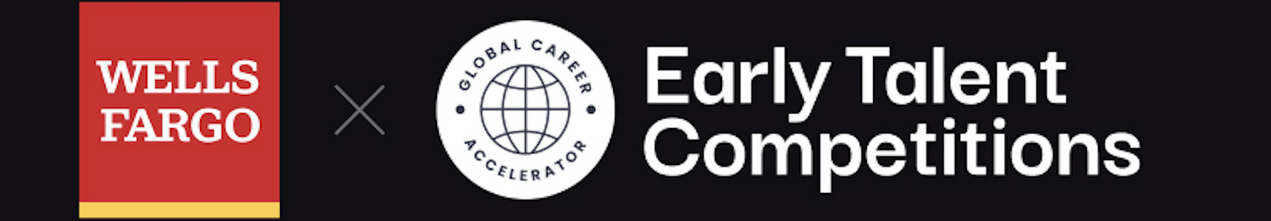 WELLS
FARGO
GLOBAL CAREER
ACCELERATOR
Early Talent
Competitions